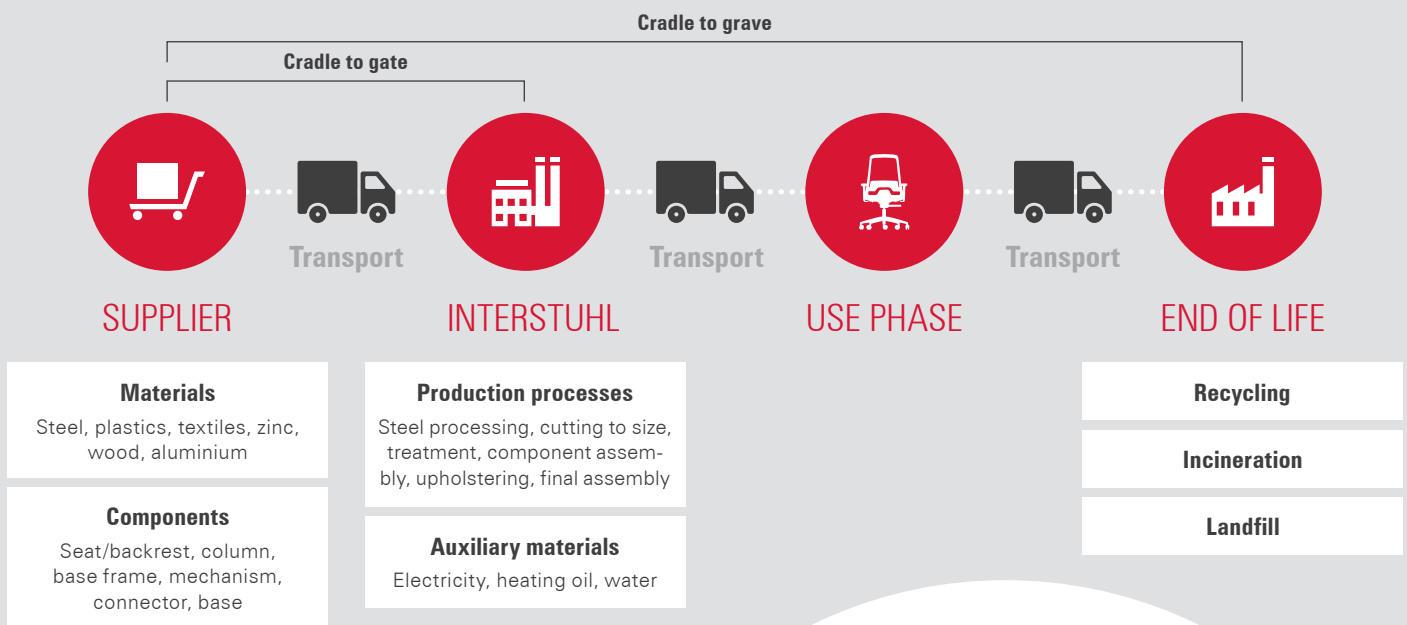 Cradle to grave
Cradle to gate
Transport
Transport
Transport
SUPPLIER
INTERSTUHL
USE PHASE
END OF LIFE
Materials
Steel, plastics, textiles, zinc,
wood, aluminium
Components
Seat/backrest, column,
base frame, mechanism,
connector, base
Production processes
Steel processing, cutting to size,
treatment, component assem-
bly, upholstering, final assembly
Auxiliary materials
Electricity, heating oil, water
Recycling
Incineration
Landfill